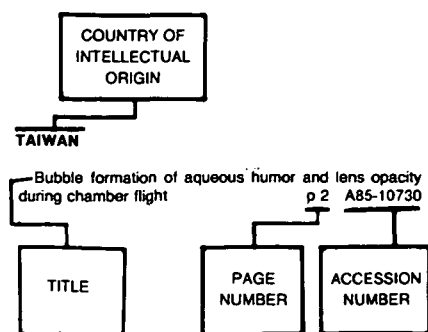 COUNTRY OF
INTELLECTUAL
ORIGIN
TAIWAN
Bubble formation of aqueous humor and lens opacity
during chamber flight p 2 A85-10730
TITLE
PAGE
NUMBER
ACCESSION
NUMBER